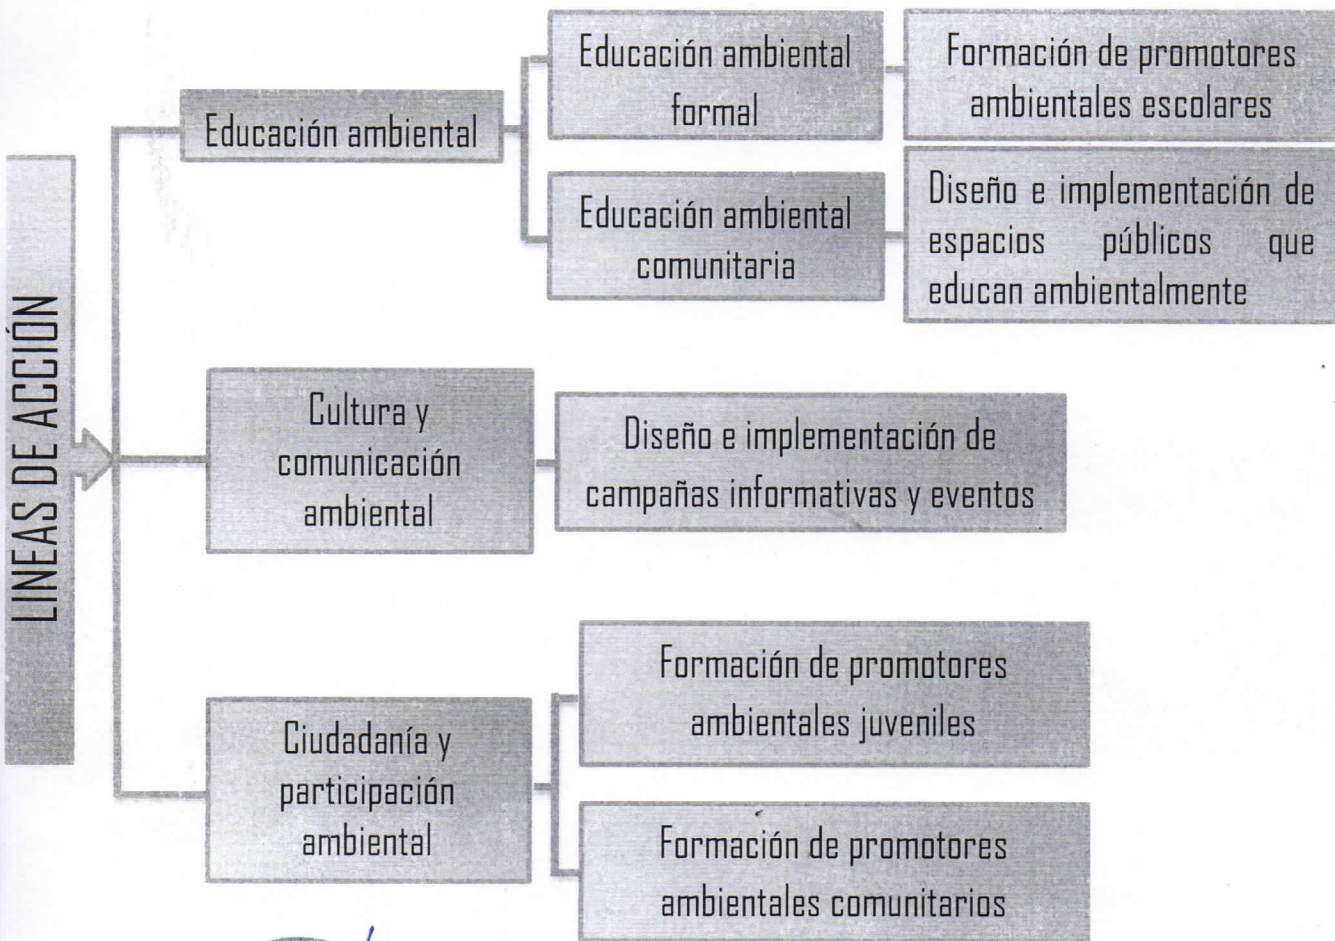 LINEAS DE ACCIÓN
Educación ambiental
Educación ambiental
formal
Formación de promotores
ambientales escolares
Educación ambiental
comunitaria
Diseño e implementación de
espacios públicos que
educan ambientalmente
Cultura y
comunicación
ambiental
Diseño e implementación de
campañas informativas y eventos
Ciudadanía y
participación
ambiental
Formación de promotores
ambientales juveniles
Formación de promotores
ambientales comunitarios